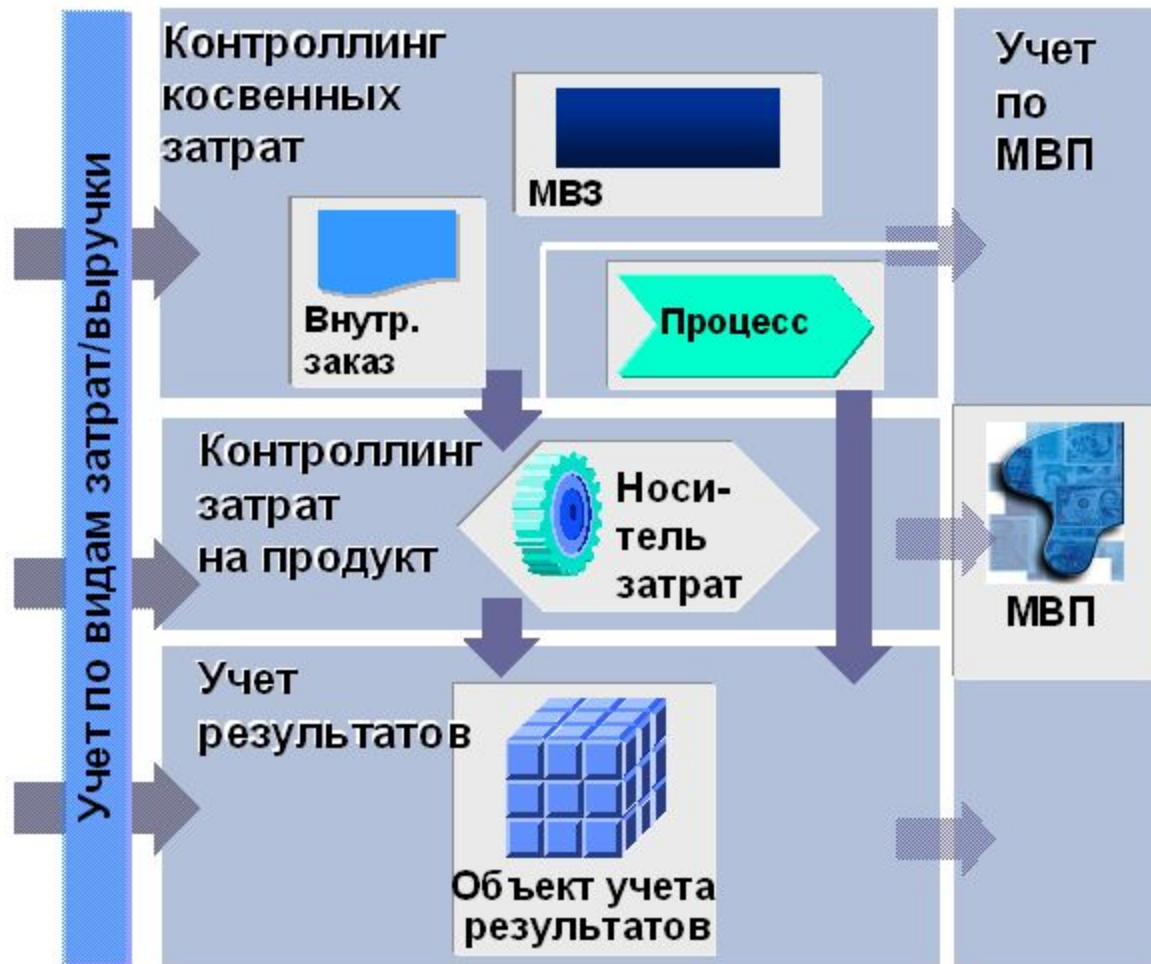 Учет по видам затрат/выручки
Контроллинг
косвенных
затрат
МВЗ
Внутр.
заказ
Процесс
Учет
по
МВП
Контроллинг
затрат
на продукт
Носи-
тель
затрат
МВП
Учет
результатов
Объект учета
результатов